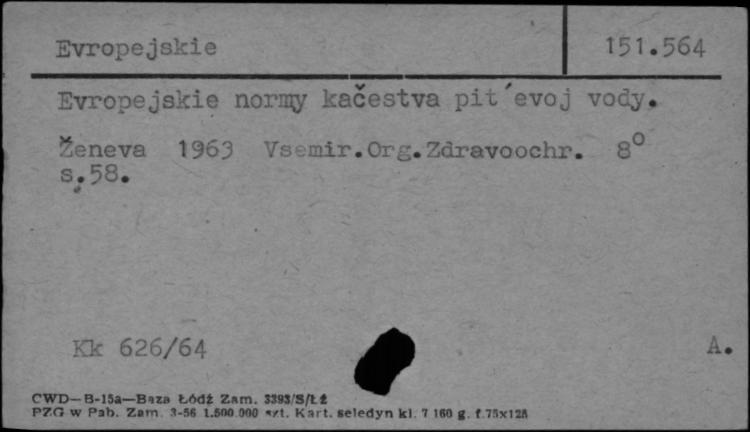 Evropejskie 151.564
Evropejskie normy kačestva pit´evoj vody.
Ženeva 1963 Vsemir.Org.Zdravoochr. 8°
s.58.
Kk 626/64 A.
CWD—B-15a—Baza Łódź Zam. 3393/S/Łź
PZG w Pab. Zam. 3-56 1.500.000 szt. Kart. seledyn kl. 7 160 g. f.75x125